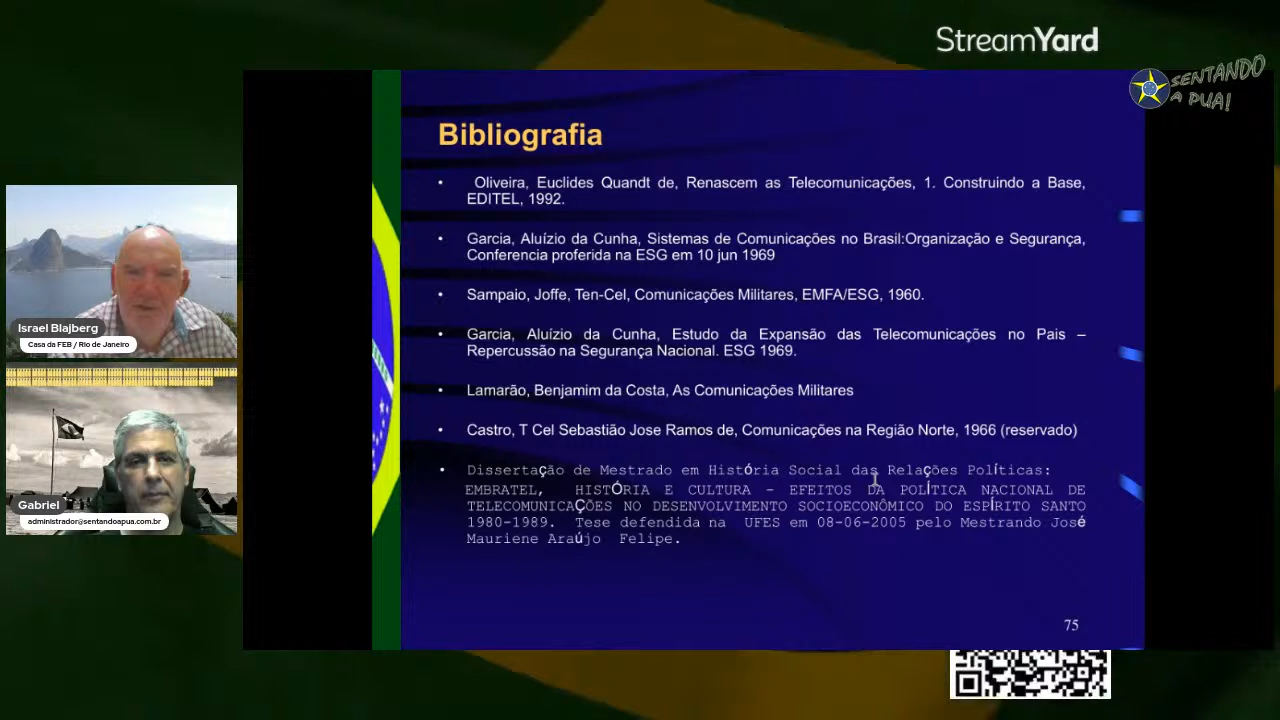 StreamYard
SENTANDO
A PUA!
Bibliografia
• Oliveira, Euclides Quandt de, Renascem as Telecomunicações, 1. Construindo a Base,
EDITEL, 1992.
• Garcia, Aluízio da Cunha, Sistemas de Comunicações no Brasil:Organização e Segurança,
Conferencia proferida na ESG em 10 jun 1969
• Sampaio, Joffe, Ten-Cel, Comunicações Militares, EMFA/ESG, 1960.
• Garcia, Aluízio da Cunha, Estudo da Expansão das Telecomunicações no Pais –
Repercussão na Segurança Nacional. ESG 1969.
• Lamarão, Benjamim da Costa, As Comunicações Militares
• Castro, T Cel Sebastião Jose Ramos de, Comunicações na Região Norte, 1966 (reservado)
• Dissertação de Mestrado em História Social das Relações Políticas:
EMBRATEL, HISTÓRIA E CULTURA - EFEITOS DA POLÍTICA NACIONAL DE
TELECOMUNICAÇÕES NO DESENVOLVIMENTO SOCIOECONÔMICO DO ESPÍRITO SANTO
1980-1989. Tese defendida na UFES em 08-06-2005 pelo Mestrando José
Mauriene Araújo Felipe.
75
Israel Blajberg
Casa da FEB / Rio de Janeiro
Gabriel
administrador@sentandoapua.com.br